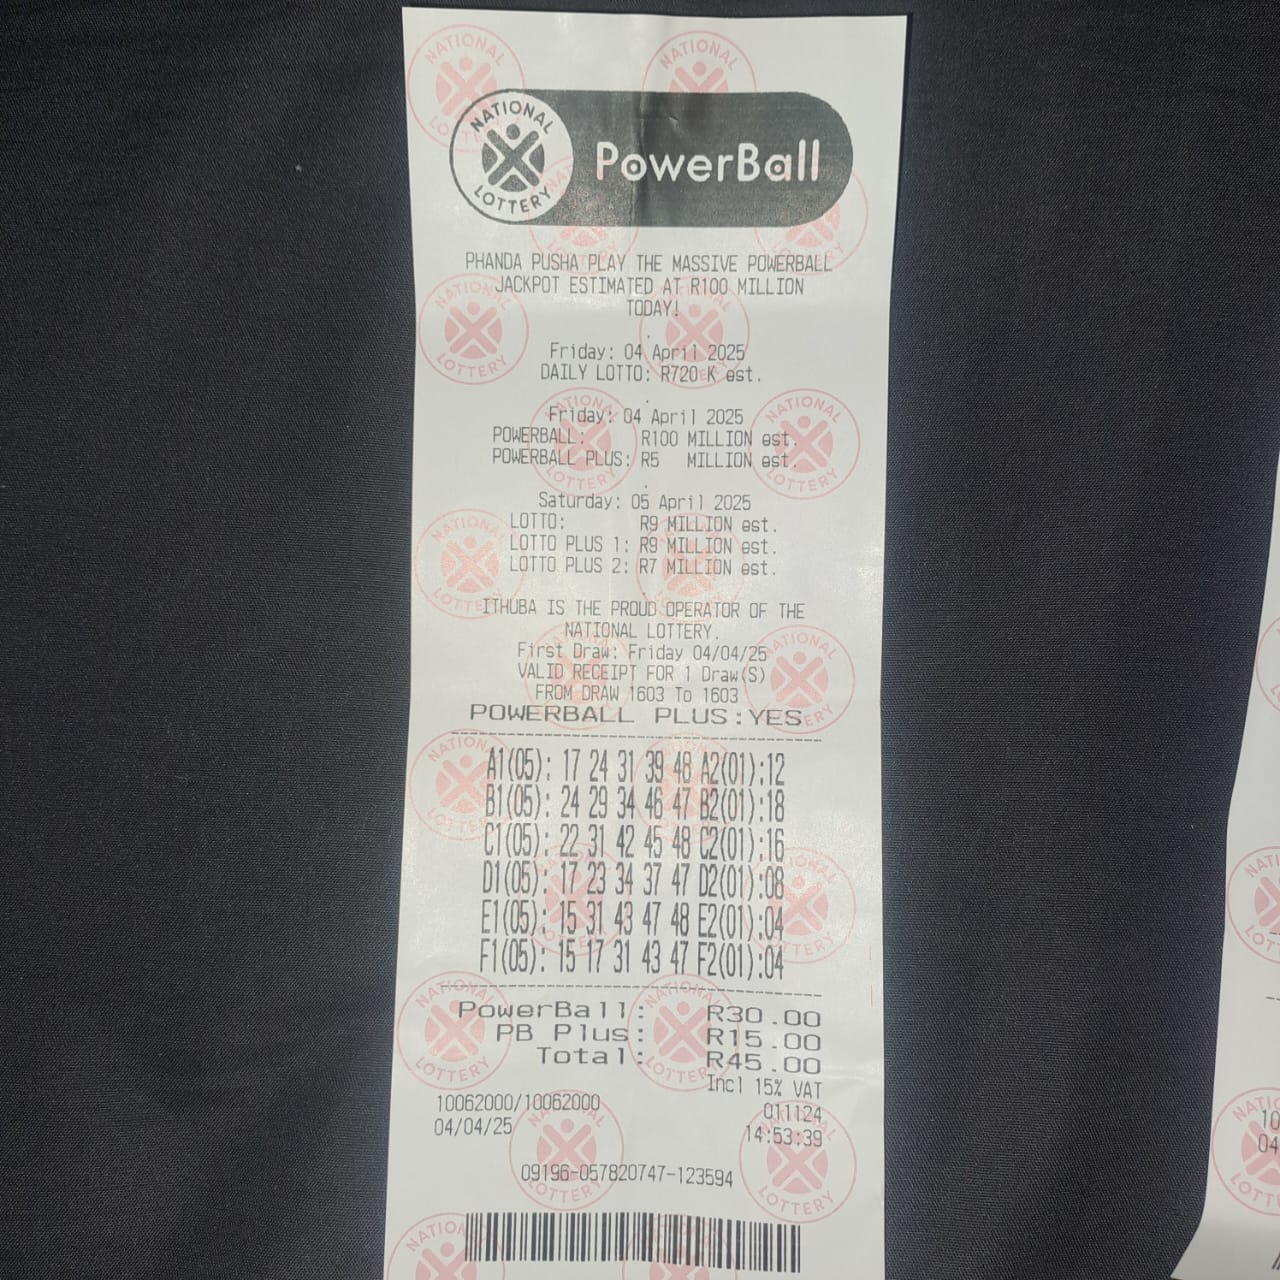 NATIONAL LOTTERY
PowerBall
PHANDA PUSHA PLAY THE MASSIVE POWERBALL
JACKPOT ESTIMATED AT R100 MILLION
TODAY!
.
Friday: 04 April 2025
DAILY LOTTO: R720 K est.
.
Friday: 04 April 2025
POWERBALL: R100 MILLION est.
POWERBALL PLUS: R5 MILLION est.
.
Saturday: 05 April 2025
LOTTO: R9 MILLION est.
LOTTO PLUS 1: R9 MILLION est.
LOTTO PLUS 2: R7 MILLION est.
ITHUBA IS THE PROUD OPERATOR OF THE
NATIONAL LOTTERY.
First Draw: Friday 04/04/25
VALID RECEIPT FOR 1 Draw(S)
FROM DRAW 1603 To 1603
POWERBALL PLUS:YES
A1(05): 17 24 31 39 48 A2(01):12
B1(05): 24 29 34 46 47 B2(01):18
C1(05): 22 31 42 45 48 C2(01):16
D1(05): 17 23 34 37 47 D2(01):08
E1(05): 15 31 43 47 48 E2(01):04
F1(05): 15 17 31 43 47 F2(01):04
PowerBall: R30.00
PB Plus: R15.00
Total: R45.00
Incl 15% VAT
10062000/10062000 011124
04/04/25 14:53:39
09196-057820747-123594